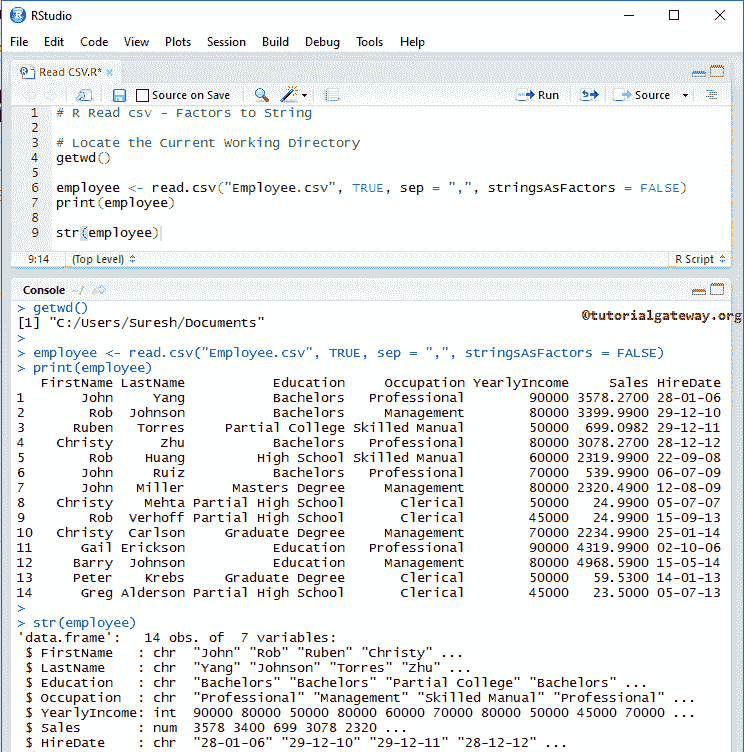 RStudio
File Edit Code View Plots Session Build Debug Tools Help
Read CSV.R*
Source on Save Run Source
1 # R Read csv - Factors to String
2
3 # Locate the Current Working Directory
4 getwd()
5
6 employee <- read.csv("Employee.csv", TRUE, sep = ",", stringsAsFactors = FALSE)
7 print(employee)
8
9 str(employee)
9:14 (Top Level) R Script
Console ~/
> getwd()
[1] "C:/Users/Suresh/Documents"
©tutorialgateway.org
>
> employee <- read.csv("Employee.csv", TRUE, sep = ",", stringsAsFactors = FALSE)
> print(employee)
   FirstName LastName           Education     Occupation YearlyIncome     Sales HireDate
1       John     Yang           Bachelors   Professional        90000 3578.2700 28-01-06
2        Rob  Johnson           Bachelors     Management        80000 3399.9900 29-12-10
3      Ruben   Torres     Partial College Skilled Manual        50000  699.0982 29-12-11
4    Christy      Zhu           Bachelors   Professional        80000 3078.2700 28-12-12
5        Rob    Huang         High School Skilled Manual        60000 2319.9900 22-09-08
6       John     Ruiz           Bachelors   Professional        70000  539.9900 06-07-09
7       John   Miller      Masters Degree     Management        80000 2320.4900 12-08-09
8    Christy    Mehta Partial High School       Clerical        50000   24.9900 05-07-07
9        Rob  Verhoff Partial High School       Clerical        45000   24.9900 15-09-13
10   Christy  Carlson     Graduate Degree     Management        70000 2234.9900 25-01-14
11      Gail Erickson           Education   Professional        90000 4319.9900 02-10-06
12     Barry  Johnson           Education     Management        80000 4968.5900 15-05-14
13     Peter    Krebs     Graduate Degree       Clerical        50000   59.5300 14-01-13
14      Greg Alderson Partial High School       Clerical        45000   23.5000 05-07-13
>
> str(employee)
'data.frame': 14 obs. of 7 variables:
 $ FirstName   : chr  "John" "Rob" "Ruben" "Christy" ...
 $ LastName    : chr  "Yang" "Johnson" "Torres" "Zhu" ...
 $ Education   : chr  "Bachelors" "Bachelors" "Partial College" "Bachelors" ...
 $ Occupation  : chr  "Professional" "Management" "Skilled Manual" "Professional" ...
 $ YearlyIncome: int  90000 80000 50000 80000 60000 70000 80000 50000 45000 70000 ...
 $ Sales       : num  3578 3400 699 3078 2320 ...
 $ HireDate    : chr  "28-01-06" "29-12-10" "29-12-11" "28-12-12" ...